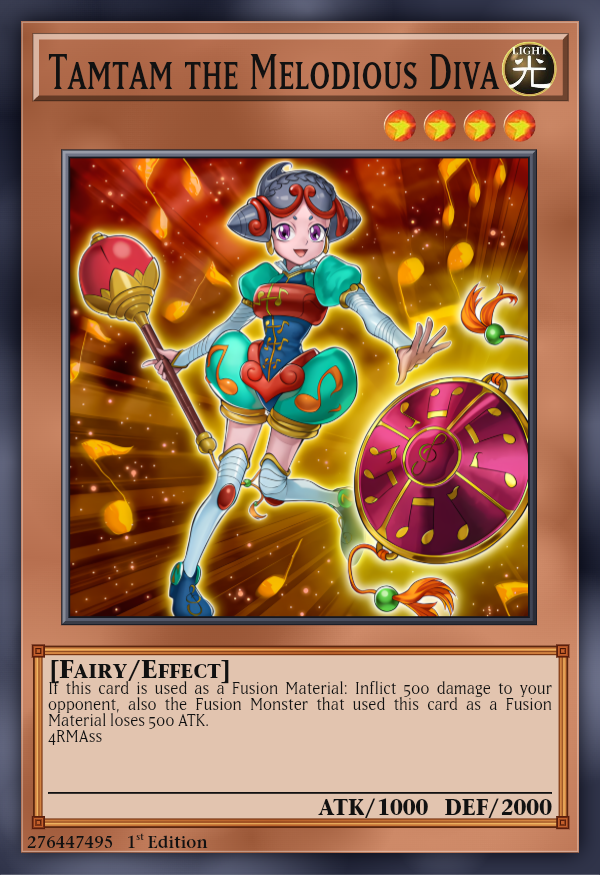 Tamtam the Melodious Diva
LIGHT
光
[Fairy/Effect]
If this card is used as a Fusion Material: Inflict 500 damage to your
opponent, also the Fusion Monster that used this card as a Fusion
Material loses 500 ATK.
4RMAss
ATK/1000 DEF/2000
276447495 1st Edition